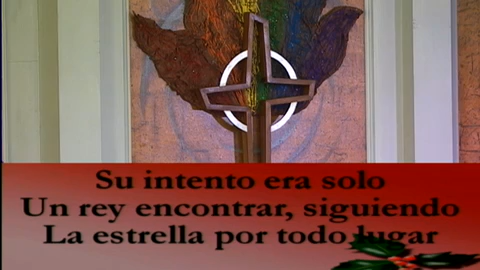 Su intento era solo
Un rey encontrar, siguiendo
La estrella por todo lugar